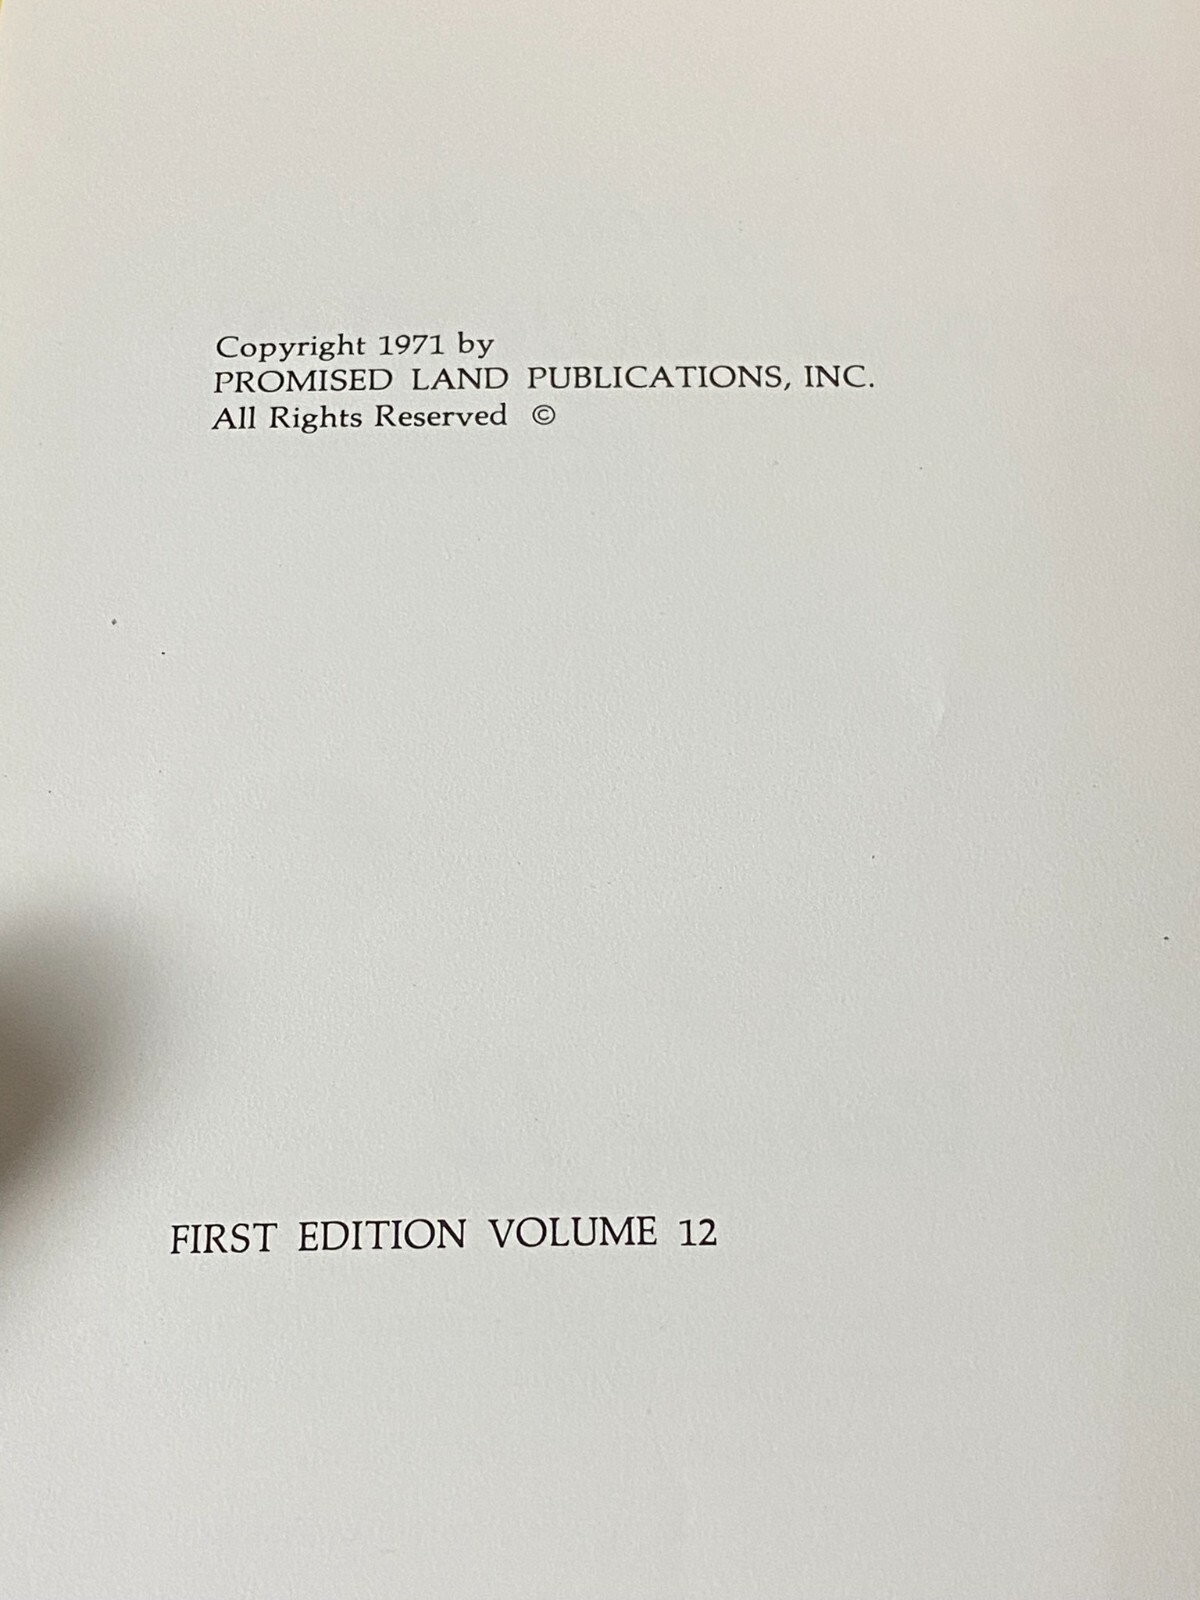 Copyright 1971 by
PROMISED LAND PUBLICATIONS, INC.
All Rights Reserved ©
FIRST EDITION VOLUME 12